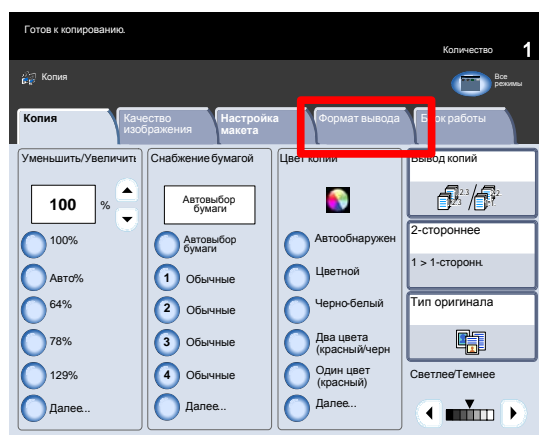 Готов к копированию.
Количество 1
Копия
Все
режимы
Копия
Качество
изображения
Настройка
макета
Формат вывода
Блок работы
Уменьшить/Увеличить
100 %
100%
Авто%
64%
78%
129%
Далее...
Снабжение бумагой
Автовыбор
бумаги
Автовыбор
бумаги
1 Обычные
2 Обычные
3 Обычные
4 Обычные
Далее...
Цвет копии
Автообнаружен
Цветной
Черно-белый
Два цвета
(красный/черн
Один цвет
(красный)
Далее...
Вывод копий
2-стороннее
1 > 1-сторонн.
Тип оригинала
Светлее/Темнее